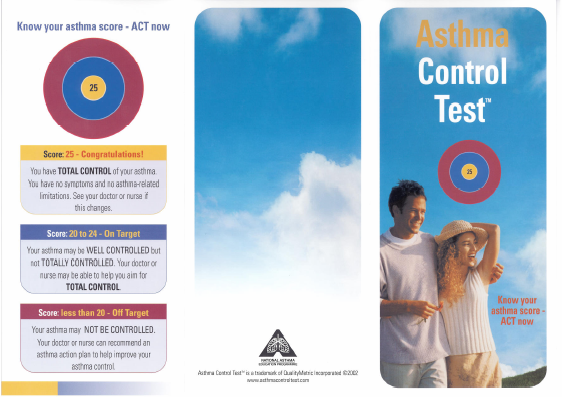 Know your asthma score - ACT now
25
Score: 25 - Congratulations!
You have TOTAL CONTROL of your asthma.
You have no symptoms and no asthma-related
limitations. See your doctor or nurse if
this changes.
Score: 20 to 24 - On Target
Your asthma may be WELL CONTROLLED but
not TOTALLY CONTROLLED. Your doctor or
nurse may be able to help you aim for
TOTAL CONTROL.
Score: less than 20 - Off Target
Your asthma may NOT BE CONTROLLED.
Your doctor or nurse can recommend an
asthma action plan to help improve your
asthma control.
NATIONAL ASTHMA
EDUCATION PROGRAMME
Asthma Control Test™ is a trademark of QualityMetric Incorporated ©2002
www.asthmacontroltest.com
Asthma
Control
Test™
25
Know your
asthma score -
ACT now